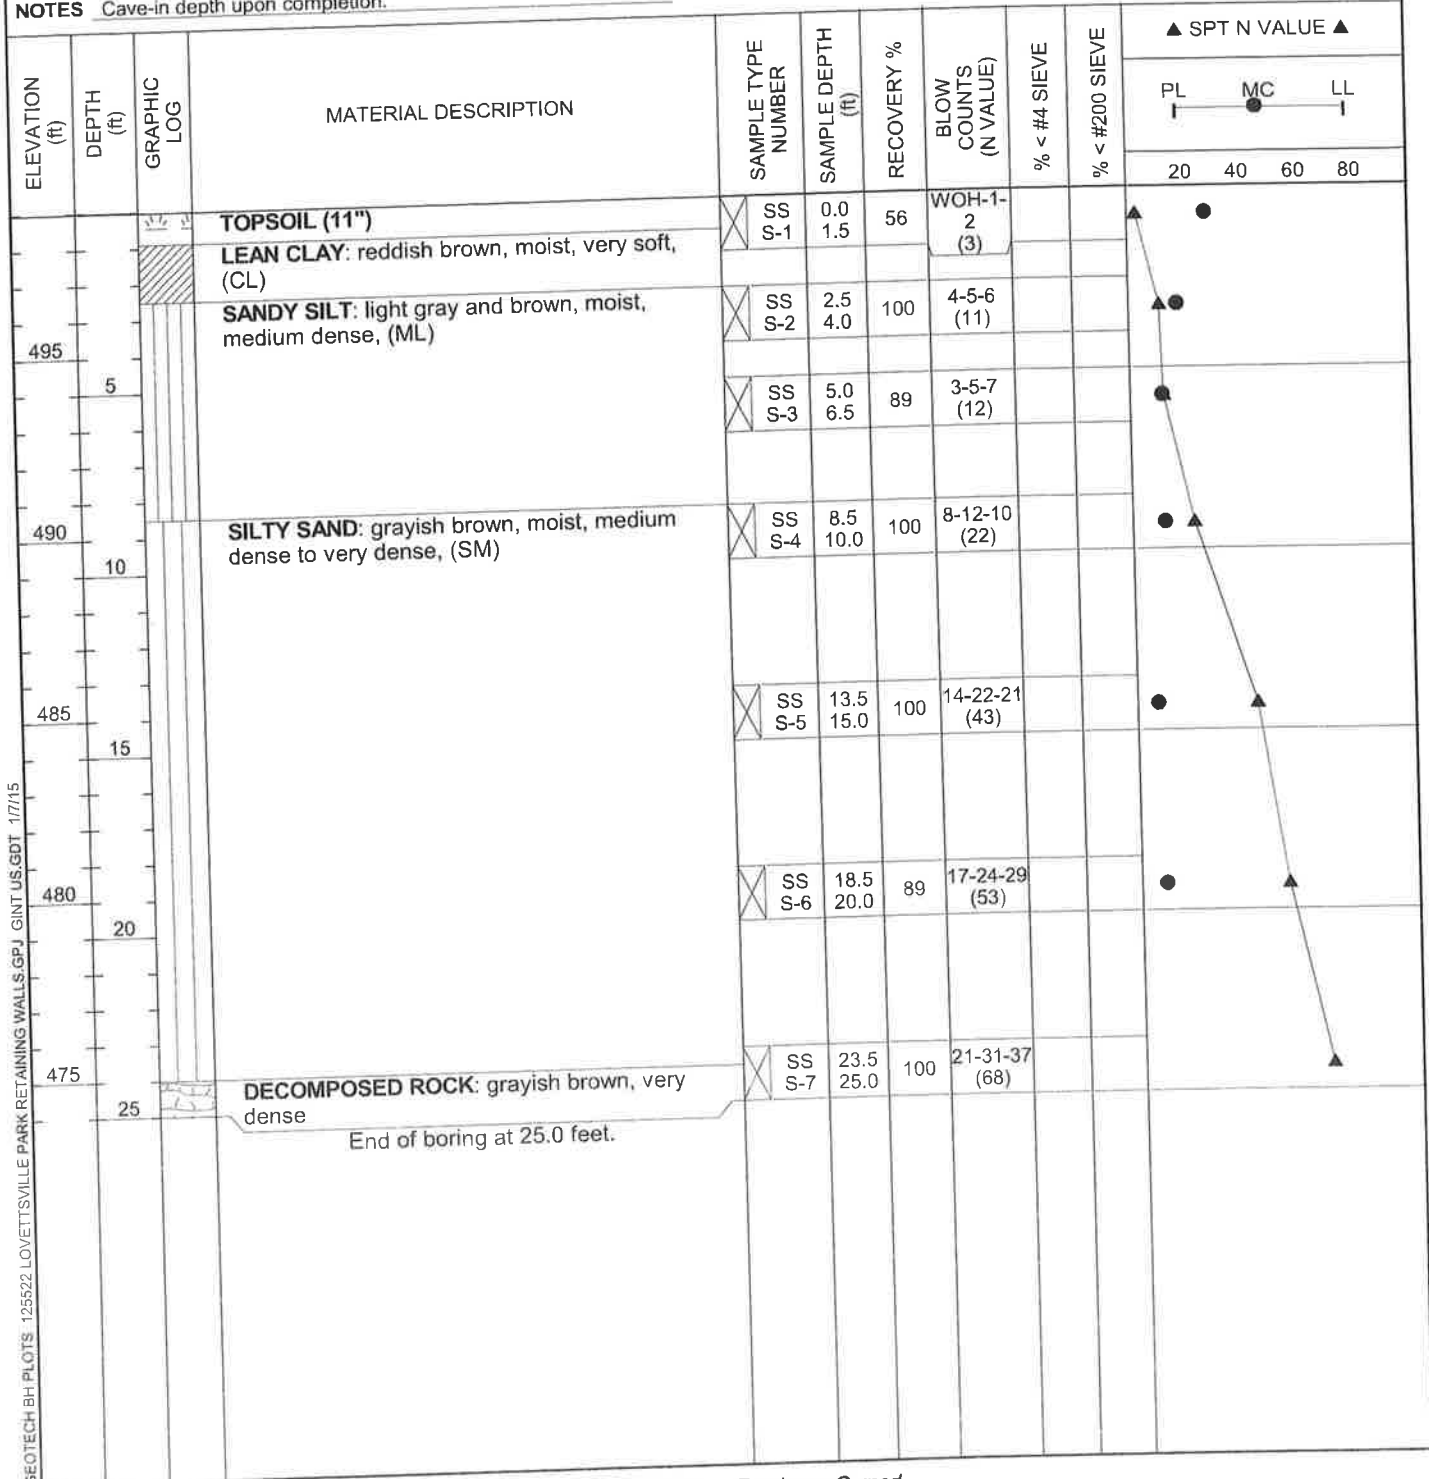 NOTES Cave-in depth upon completion.
ELEVATION
(ft)
DEPTH
(ft)
GRAPHIC
LOG
MATERIAL DESCRIPTION
SAMPLE TYPE
NUMBER
SAMPLE DEPTH
(ft)
RECOVERY %
BLOW
COUNTS
(N VALUE)
% < #4 SIEVE
% < #200 SIEVE
▲ SPT N VALUE ▲
PL MC LL
20 40 60 80
TOPSOIL (11")
SS
S-1
0.0
1.5
56
WOH-1-
2
(3)
LEAN CLAY: reddish brown, moist, very soft,
(CL)
SANDY SILT: light gray and brown, moist,
medium dense, (ML)
SS
S-2
2.5
4.0
100
4-5-6
(11)
495
5
SS
S-3
5.0
6.5
89
3-5-7
(12)
SILTY SAND: grayish brown, moist, medium
dense to very dense, (SM)
SS
S-4
8.5
10.0
100
8-12-10
(22)
490
10
SS
S-5
13.5
15.0
100
14-22-21
(43)
485
15
SS
S-6
18.5
20.0
89
17-24-29
(53)
480
20
SS
S-7
23.5
25.0
100
21-31-37
(68)
475
DECOMPOSED ROCK: grayish brown, very
dense
25
End of boring at 25.0 feet.
GEOTECH BH PLOTS 125522 LOVETTSVILLE PARK RETAINING WALLS.GPJ GINT US.GDT 1/7/15